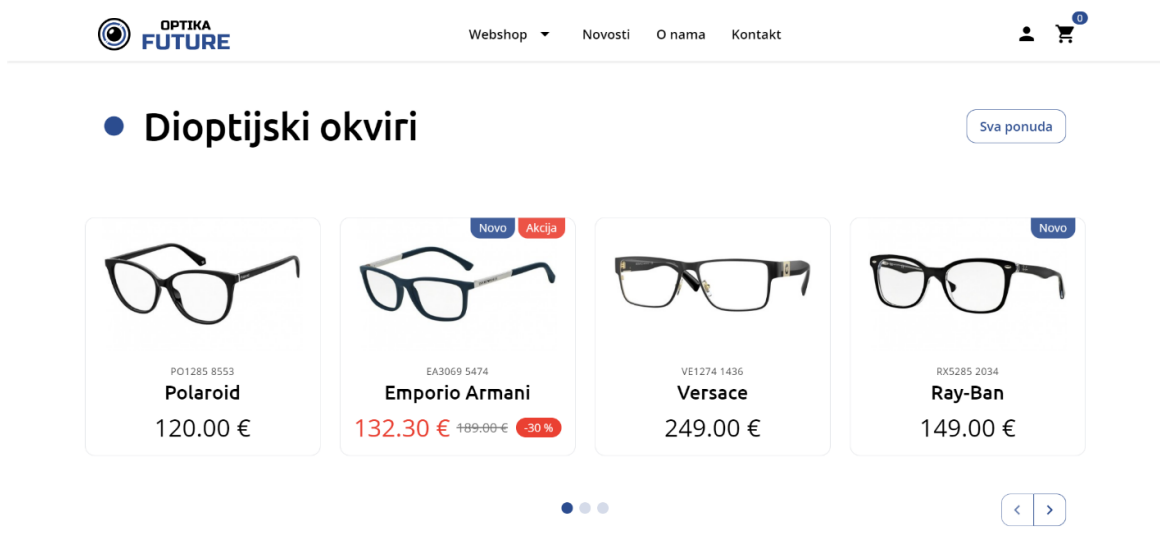 OPTIKA
FUTURE
Webshop
Novosti
O nama
Kontakt
0
Dioptijski okviri
Sva ponuda
PO1285 8553
Polaroid
120.00 €
Novo
Akcija
EA3069 5474
Emporio Armani
132.30 € 189.00 € -30 %
VE1274 1436
Versace
249.00 €
Novo
RX5285 2034
Ray-Ban
149.00 €